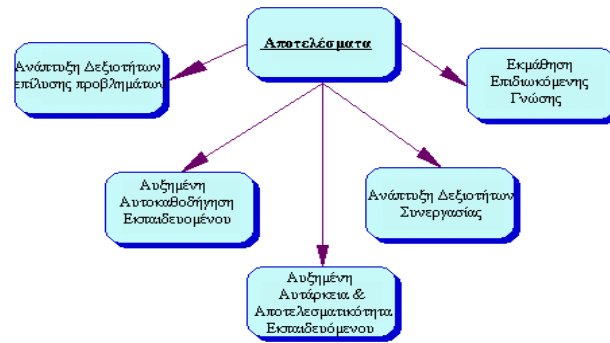 Αποτελέσματα
Ανάπτυξη Δεξιοτήτων
επίλυσης προβλημάτων
Εκμάθηση
Επιδιωκόμενης
Γνώσης
Αυξημένη
Αυτοκαθοδήγηση
Εκπαιδευομένου
Ανάπτυξη Δεξιοτήτων
Συνεργασίας
Αυξημένη
Αυτάρκεια &
Αποτελεσματικότητα
Εκπαιδευόμενου